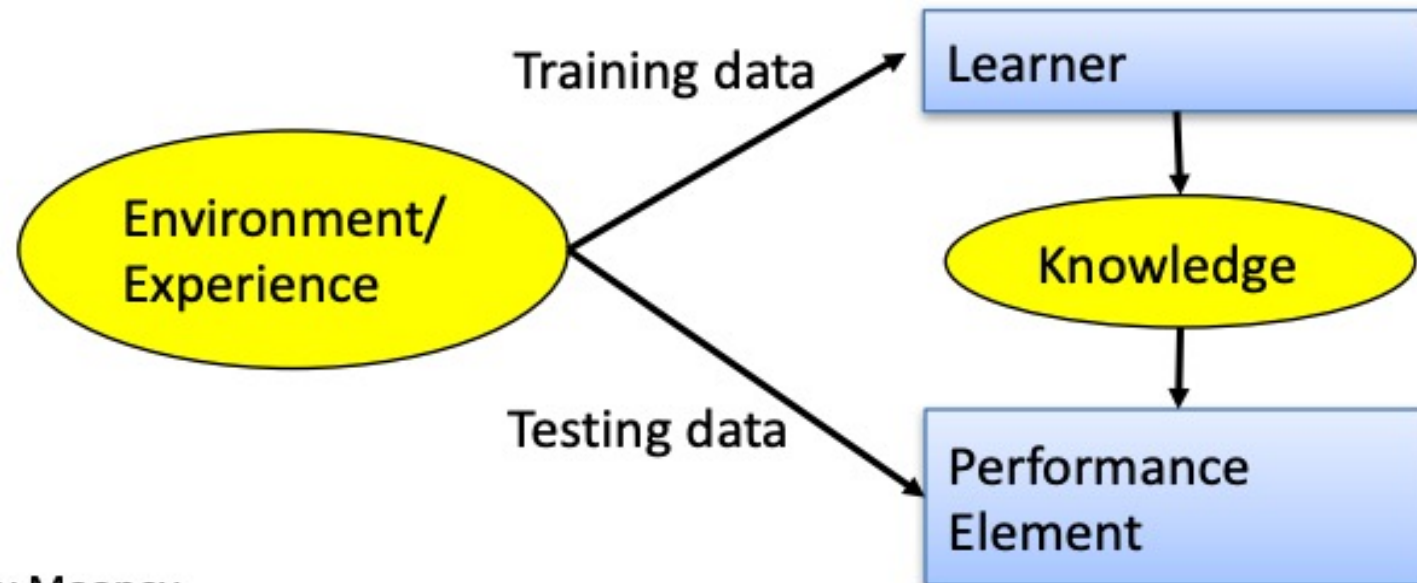 Training data
Learner
Environment/
Experience
Knowledge
Testing data
Performance
Element